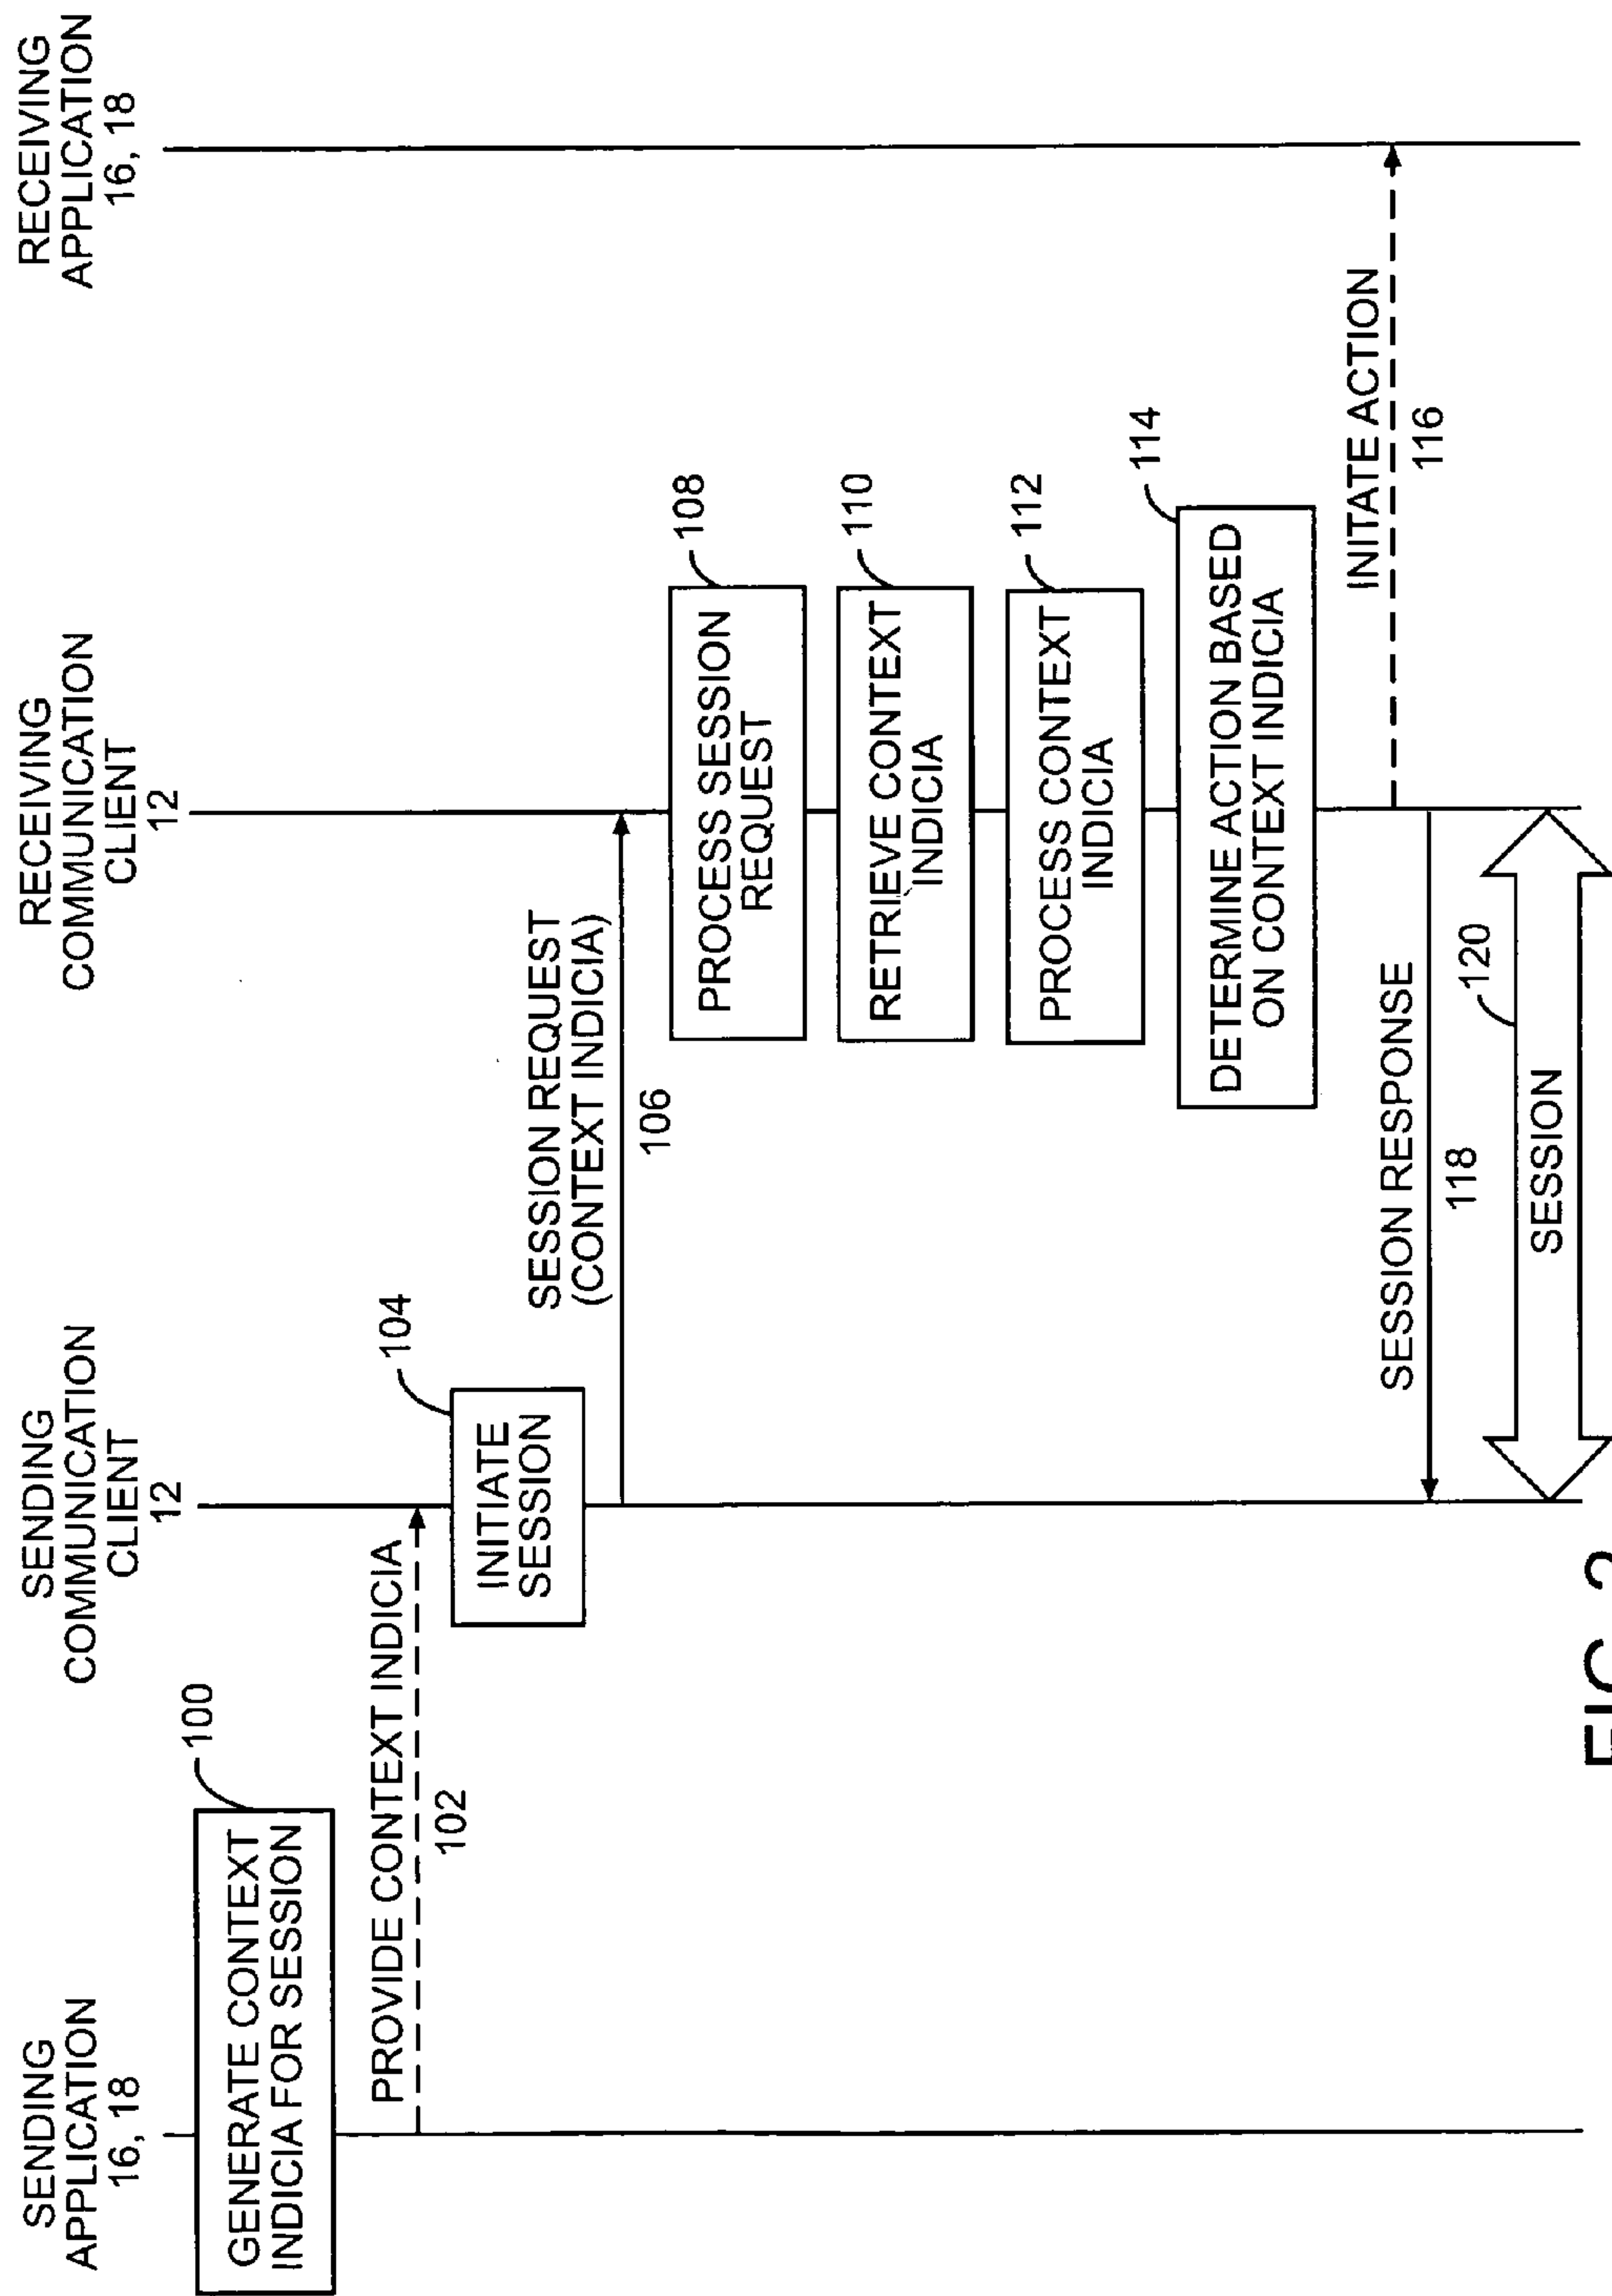 SENDING
APPLICATION
16, 18
SENDING
COMMUNICATION
CLIENT
12
RECEIVING
COMMUNICATION
CLIENT
12
RECEIVING
APPLICATION
16, 18
GENERATE CONTEXT
INDICIA FOR SESSION
100
PROVIDE CONTEXT INDICIA
102
INITIATE
SESSION
104
SESSION REQUEST
(CONTEXT INDICIA)
106
PROCESS SESSION
REQUEST
108
RETRIEVE CONTEXT
INDICIA
110
PROCESS CONTEXT
INDICIA
112
DETERMINE ACTION BASED
ON CONTEXT INDICIA
114
INITATE ACTION
116
SESSION RESPONSE
118
SESSION
120